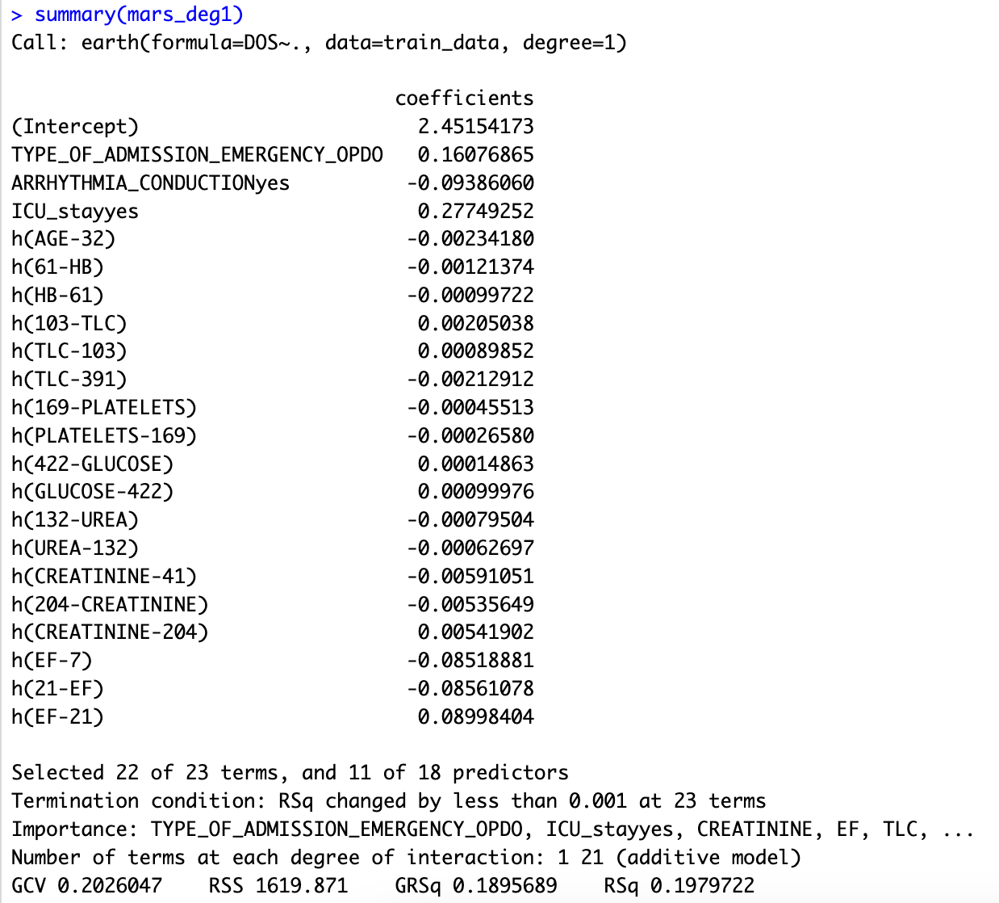 > summary(mars_deg1)
Call: earth(formula=DOS~., data=train_data, degree=1)
coefficients
(Intercept) 2.45154173
TYPE_OF_ADMISSION_EMERGENCY_OPDO 0.16076865
ARRHYTHMIA_CONDUCTIONyes -0.09386060
ICU_stayyes 0.27749252
h(AGE-32) -0.00234180
h(61-HB) -0.00121374
h(HB-61) -0.00099722
h(103-TLC) 0.00205038
h(TLC-103) 0.00089852
h(TLC-391) -0.00212912
h(169-PLATELETS) -0.00045513
h(PLATELETS-169) -0.00026580
h(422-GLUCOSE) 0.00014863
h(GLUCOSE-422) 0.00099976
h(132-UREA) -0.00079504
h(UREA-132) -0.00062697
h(CREATININE-41) -0.00591051
h(204-CREATININE) -0.00535649
h(CREATININE-204) 0.00541902
h(EF-7) -0.08518881
h(21-EF) -0.08561078
h(EF-21) 0.08998404
Selected 22 of 23 terms, and 11 of 18 predictors
Termination condition: RSq changed by less than 0.001 at 23 terms
Importance: TYPE_OF_ADMISSION_EMERGENCY_OPDO, ICU_stayyes, CREATININE, EF, TLC, ...
Number of terms at each degree of interaction: 1 21 (additive model)
GCV 0.2026047 RSS 1619.871 GRSq 0.1895689 RSq 0.1979722